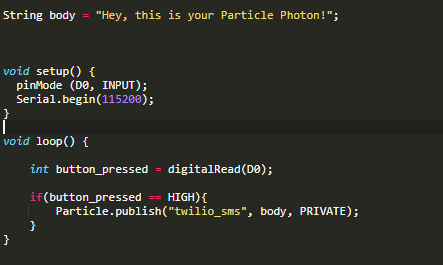 String body = "Hey, this is your Particle Photon!";
void setup() {
  pinMode (D0, INPUT);
  Serial.begin(115200);
}
void loop() {
    int button_pressed = digitalRead(D0);
    if(button_pressed == HIGH){
        Particle.publish("twilio_sms", body, PRIVATE);
    }
}